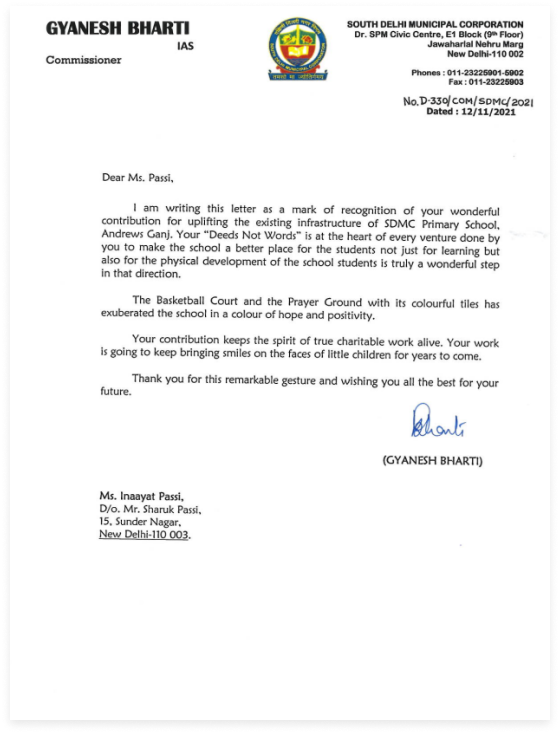 GYANESH BHARTI
IAS
Commissioner
SOUTH DELHI MUNICIPAL CORPORATION
Dr. SPM Civic Centre, E1 Block (9th Floor)
Jawaharlal Nehru Marg
New Delhi-110 002
Phones : 011-23225901-5902
Fax : 011-23225903
No.D-330/COM/SDMC/2021
Dated : 12/11/2021
Dear Ms. Passi,
I am writing this letter as a mark of recognition of your wonderful
contribution for uplifting the existing infrastructure of SDMC Primary School,
Andrews Ganj. Your "Deeds Not Words" is at the heart of every venture done by
you to make the school a better place for the students not just for learning but
also for the physical development of the school students is truly a wonderful step
in that direction.
The Basketball Court and the Prayer Ground with its colourful tiles has
exuberated the school in a colour of hope and positivity.
Your contribution keeps the spirit of true charitable work alive. Your work
is going to keep bringing smiles on the faces of little children for years to come.
Thank you for this remarkable gesture and wishing you all the best for your
future.
Bharti
(GYANESH BHARTI)
Ms. Inaayat Passi,
D/o. Mr. Sharuk Passi,
15, Sunder Nagar,
New Delhi-110 003.